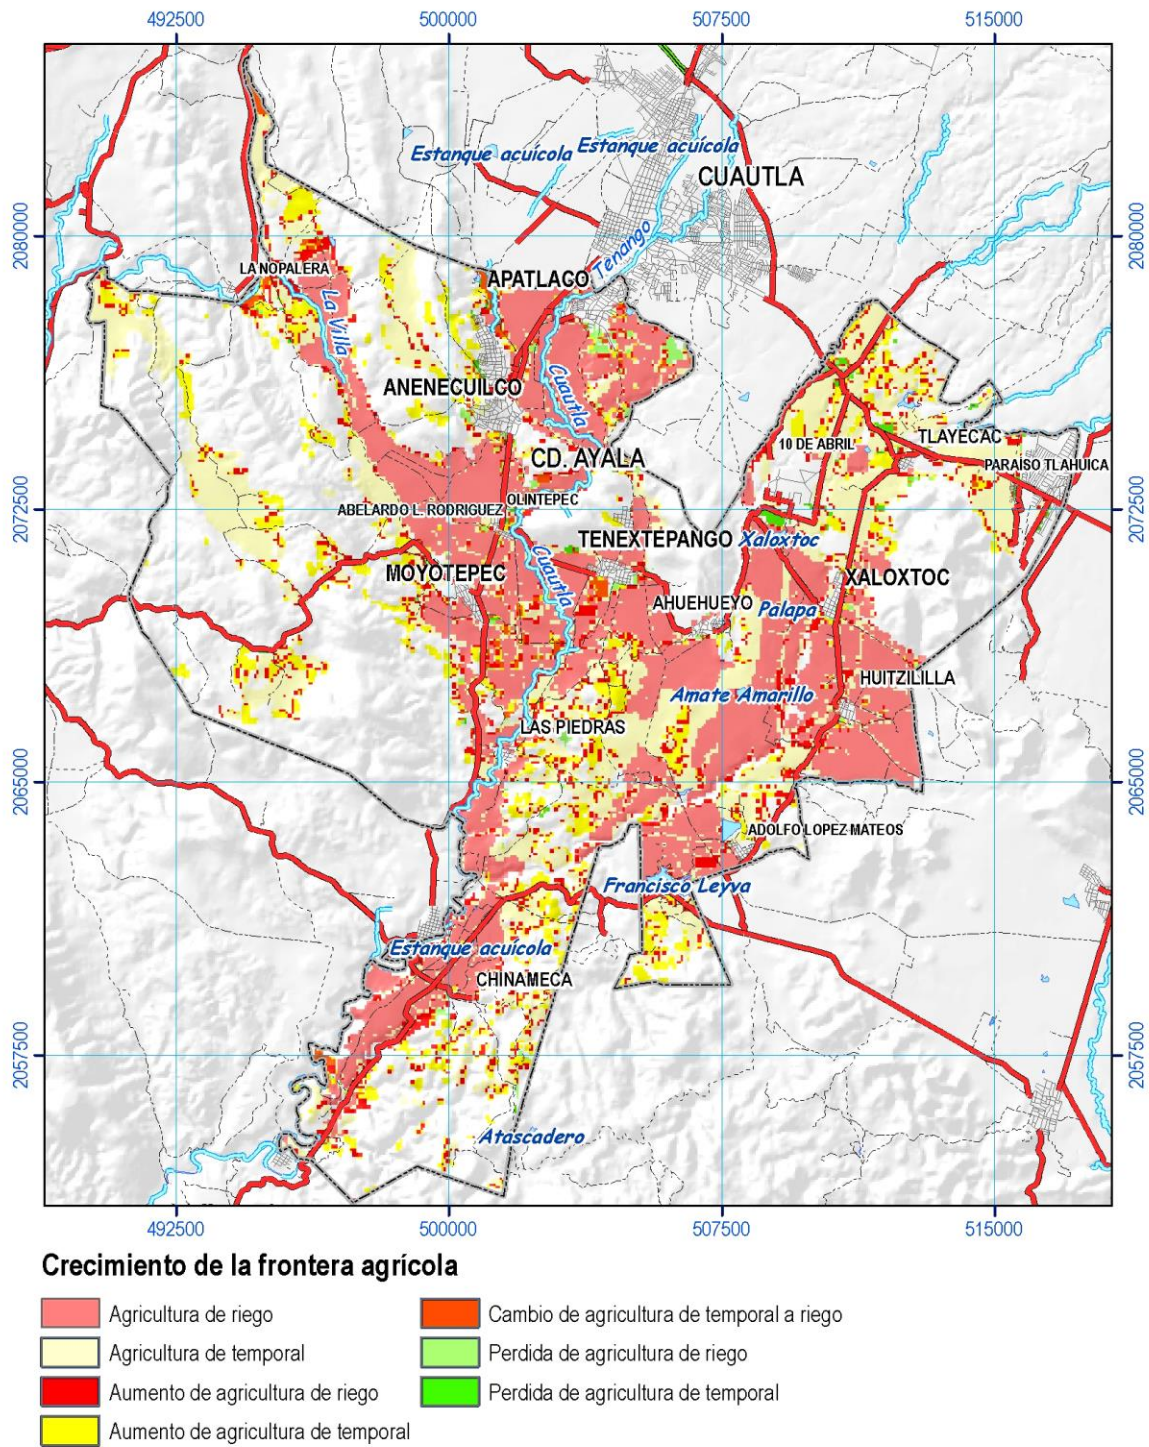 492500 500000 507500 515000
Estanque acuícola Estanque acuícola
CUAUTLA
2080000 2080000
Tenango
LA NOPALERA
APATLACO
La Villa
ANENECUILCO
Cuautla
10 DE ABRIL
TLAYECAC
CD. AYALA
PARAISO TLAHUICA
OLINTEPEC
ABELARDO L. RODRIGUEZ
2072500 2072500
TENEXTEPANGO Xaloxtoc
MOYOTEPEC
Cuautla
XALOXTOC
AHUEHUEYO Palapa
HUITZILILLA
Amate Amarillo
LAS PIEDRAS
2065000 2065000
ADOLFO LOPEZ MATEOS
Francisco Leyva
Estanque acuícola
CHINAMECA
2057500 2057500
Atascadero
492500 500000 507500 515000
Crecimiento de la frontera agrícola
Agricultura de riego
Agricultura de temporal
Aumento de agricultura de riego
Aumento de agricultura de temporal
Cambio de agricultura de temporal a riego
Perdida de agricultura de riego
Perdida de agricultura de temporal